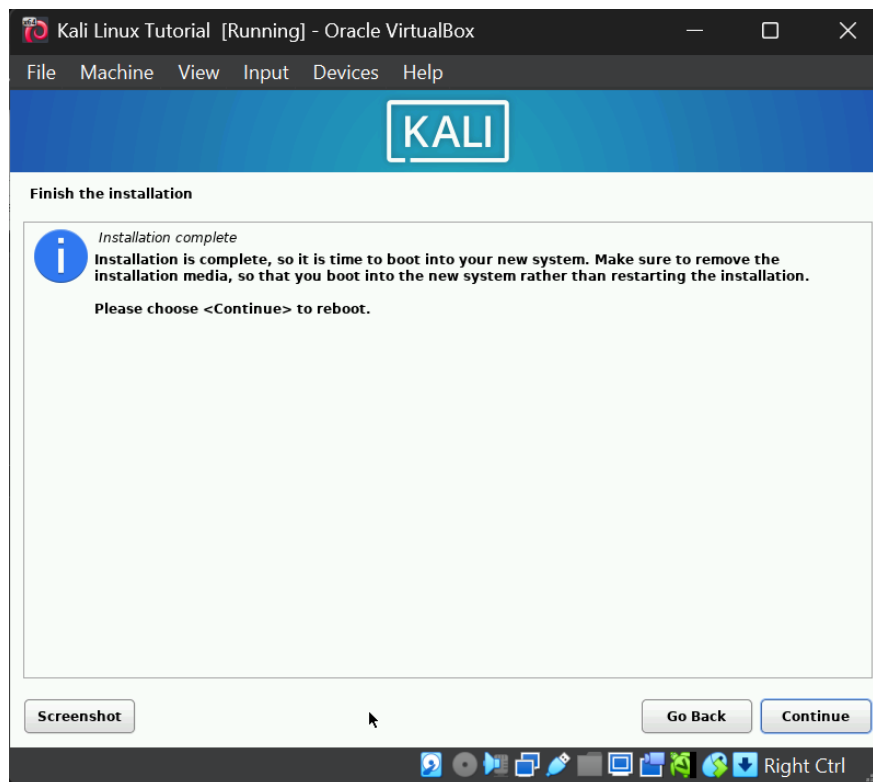 Kali Linux Tutorial [Running] - Oracle VirtualBox
File Machine View Input Devices Help
KALI
Finish the installation
Installation complete
Installation is complete, so it is time to boot into your new system. Make sure to remove the
installation media, so that you boot into the new system rather than restarting the installation.
Please choose <Continue> to reboot.
Screenshot Go Back Continue
Right Ctrl